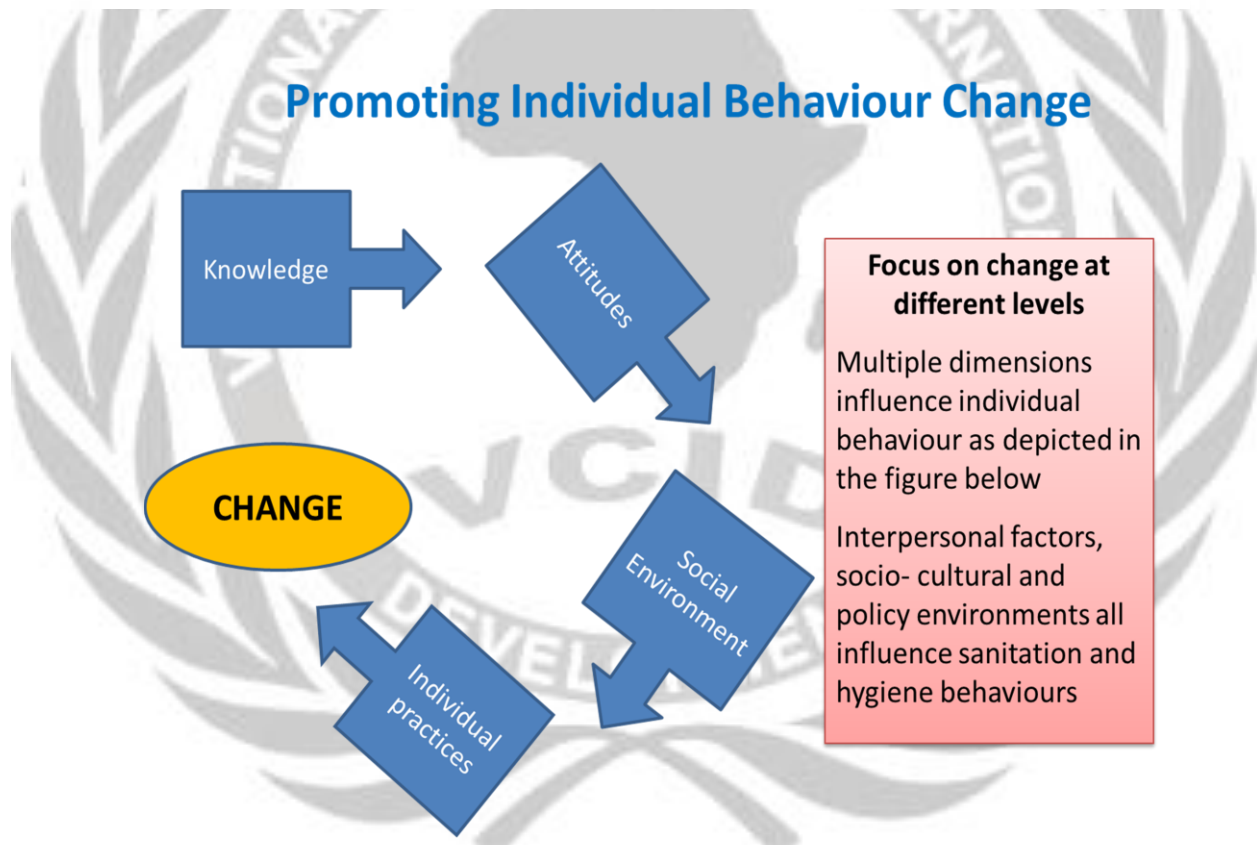 Promoting Individual Behaviour Change
Knowledge
Attitudes
Social
Environment
Individual
practices
CHANGE
Focus on change at
different levels
Multiple dimensions
influence individual
behaviour as depicted in
the figure below
Interpersonal factors,
socio- cultural and
policy environments all
influence sanitation and
hygiene behaviours
VCID